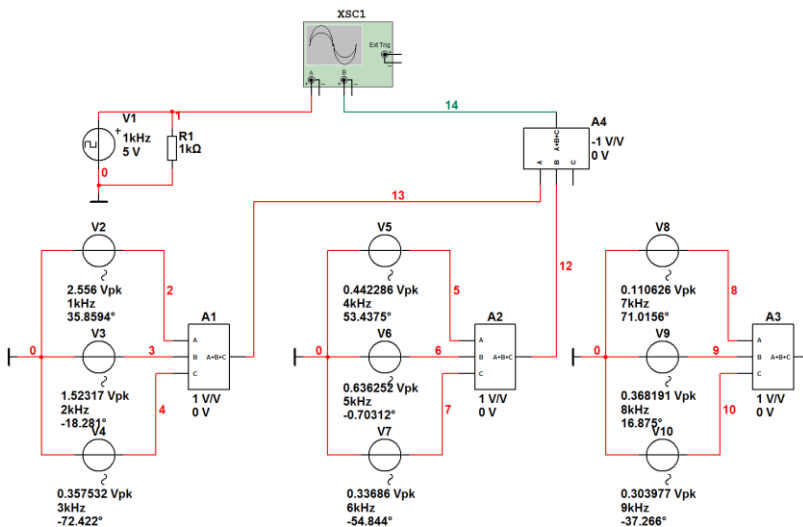 XSC1
Ext Trig
+
–
A
B
+ – + –
14
V1
+
1kHz
5 V
0
1
R1
1kΩ
A4
A+B+C
A B C
-1 V/V
0 V
13
12
V2
2.556 Vpk
1kHz
35.8594°
2
V3
0
3
1.52317 Vpk
2kHz
-18.281°
V4
4
0.357532 Vpk
3kHz
-72.422°
A1
A
B A+B+C
C
1 V/V
0 V
V5
0.442286 Vpk
4kHz
53.4375°
5
V6
0
6
0.636252 Vpk
5kHz
-0.70312°
V7
7
0.33686 Vpk
6kHz
-54.844°
A2
A
B A+B+C
C
1 V/V
0 V
V8
0.110626 Vpk
7kHz
71.0156°
8
V9
0
9
0.368191 Vpk
8kHz
16.875°
V10
10
0.303977 Vpk
9kHz
-37.266°
A3
A
B A+B+C
C
1 V/V
0 V